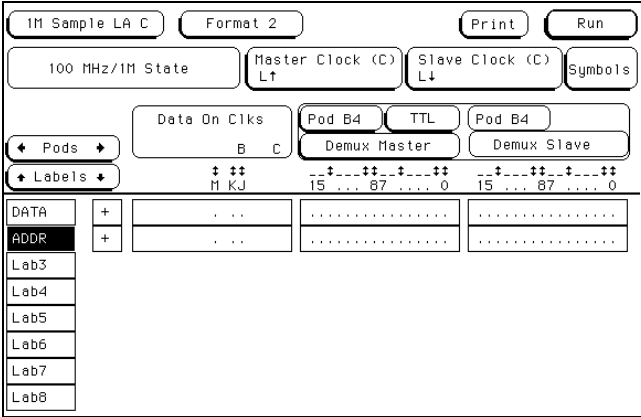 1M Sample LA C Format 2 Print Run
100 MHz/1M State Master Clock (C) L↑ Slave Clock (C) L↓ Symbols
Data On Clks Pod B4 TTL Pod B4
← Pods → B C Demux Master Demux Slave
↑ Labels ↓ M KJ 15 ... 87 .... 0 15 ... 87 .... 0
DATA + . .. ................ ................
ADDR + . .. ................ ................
Lab3
Lab4
Lab5
Lab6
Lab7
Lab8